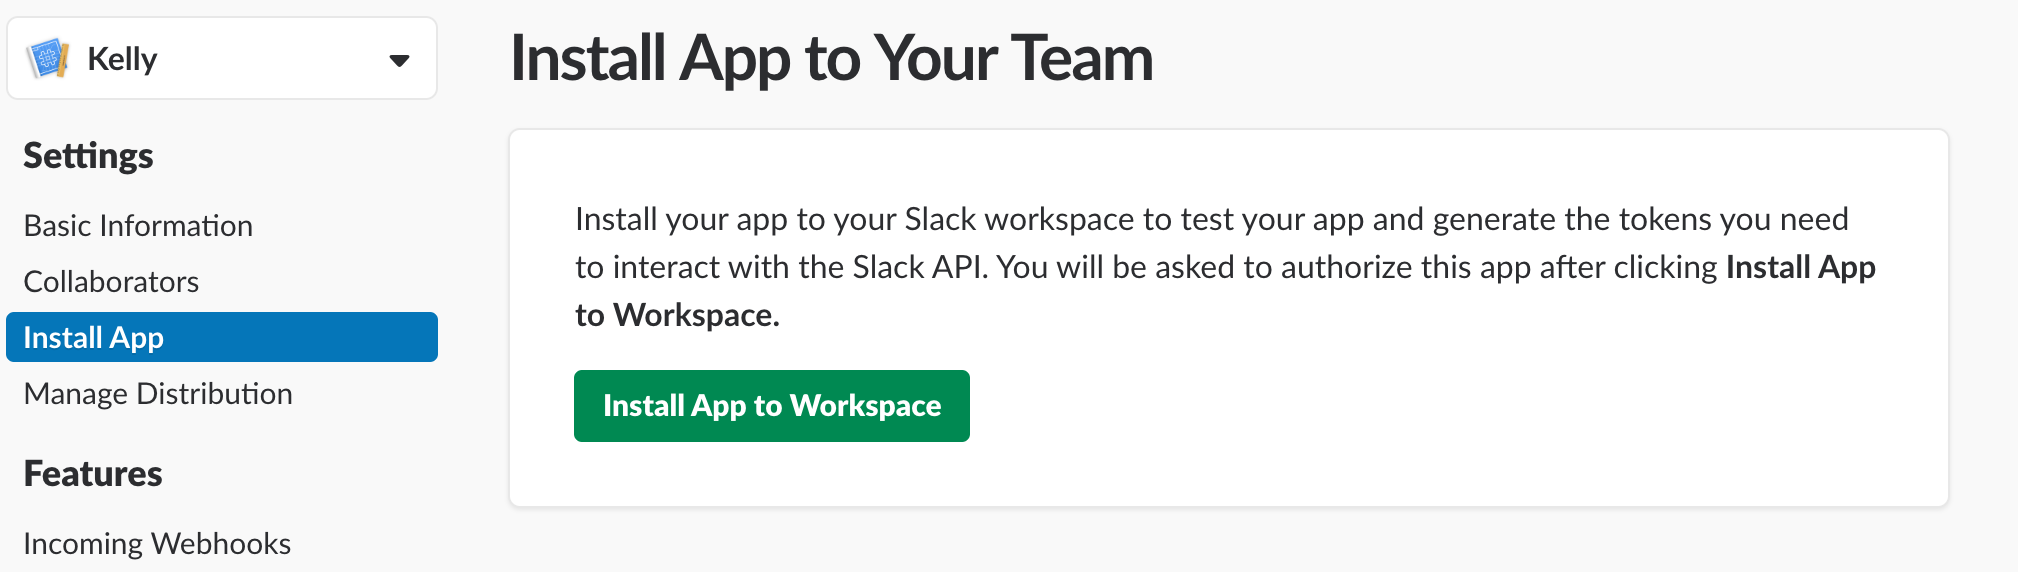 Kelly
Settings
Basic Information
Collaborators
Install App
Manage Distribution
Features
Incoming Webhooks
Install App to Your Team
Install your app to your Slack workspace to test your app and generate the tokens you need
to interact with the Slack API. You will be asked to authorize this app after clicking Install App
to Workspace.
Install App to Workspace